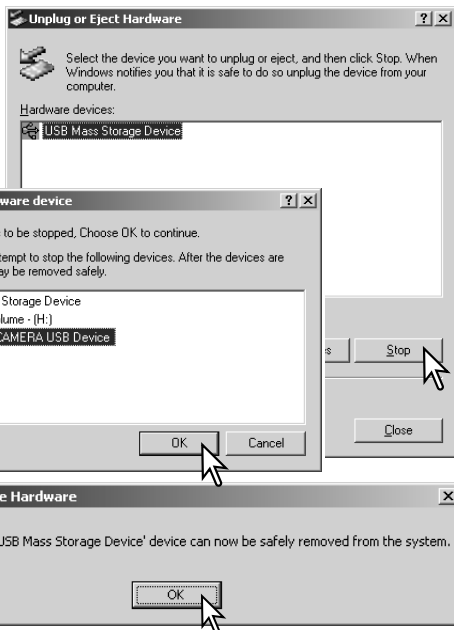 Unplug or Eject Hardware
Select the device you want to unplug or eject, and then click Stop. When
Windows notifies you that it is safe to do so unplug the device from your
computer.
Hardware devices:
USB Mass Storage Device
Stop
Close
ware device
to be stopped, Choose OK to continue.
tempt to stop the following devices. After the devices are
ay be removed safely.
Storage Device
lume - (H:)
CAMERA USB Device
OK
Cancel
e Hardware
USB Mass Storage Device' device can now be safely removed from the system.
OK